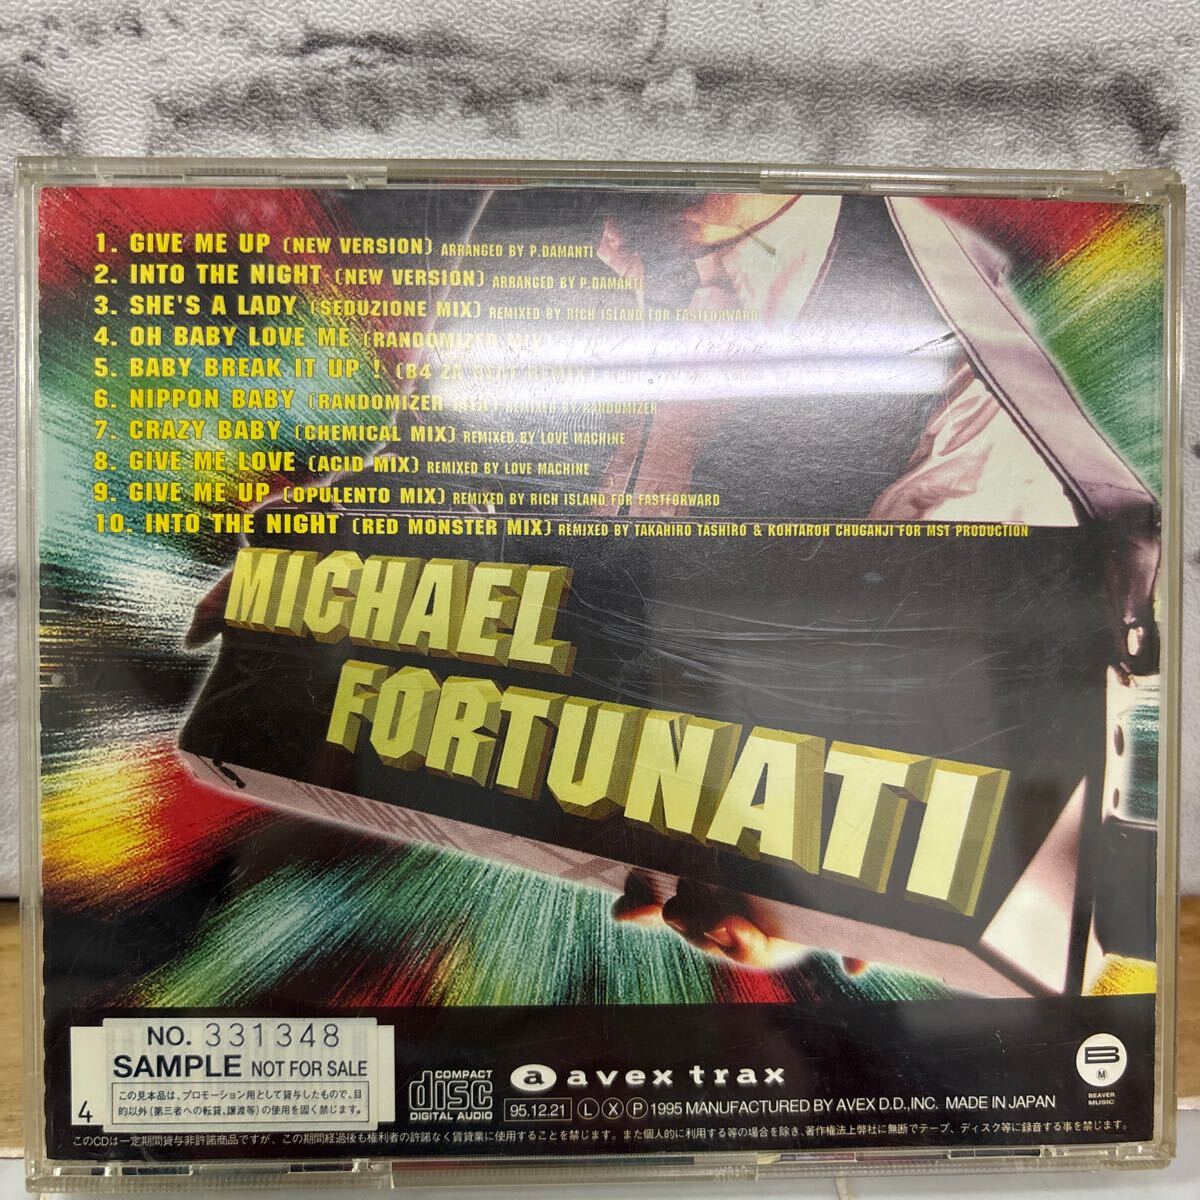 1. GIVE ME UP (NEW VERSION) ARRANGED BY P.DAMANTI
2. INTO THE NIGHT (NEW VERSION) ARRANGED BY P.DAMANTI
3. SHE'S A LADY (SEDUZIONE MIX) REMIXED BY RICH ISLAND FOR FASTFORWARD
4. OH BABY LOVE ME (RANDOMIZER MIX)
5. BABY BREAK IT UP ! (B4 ZA BEAT REMIX)
6. NIPPON BABY (RANDOMIZER MIX) REMIXED BY RANDOMIZER
7. CRAZY BABY (CHEMICAL MIX) REMIXED BY LOVE MACHINE
8. GIVE ME LOVE (ACID MIX) REMIXED BY LOVE MACHINE
9. GIVE ME UP (OPULENTO MIX) REMIXED BY RICH ISLAND FOR FASTFORWARD
10. INTO THE NIGHT (RED MONSTER MIX) REMIXED BY TAKAHIRO TASHIRO & KOHTAROH CHUGANJI FOR MST PRODUCTION
MICHAEL
FORTUNATI
NO. 331348
SAMPLE NOT FOR SALE
この見本品は、プロモーション用として貸与したもので、目
的以外(第三者への転貸、譲渡等)の使用を固く禁じます。
4
COMPACT
disc
DIGITAL AUDIO
a avex trax
95.12.21 L X P 1995 MANUFACTURED BY AVEX D.D.,INC. MADE IN JAPAN
B
M
BEAVER
MUSIC
このCDは一定期間貸与非許諾商品ですが、この期間経過後も権利者の許諾なく賃貸業に使用することを禁じます。また個人的に利用する等の場合を除き、著作権法上弊社に無断でテープ、ディスク等に録音する事を禁じます。